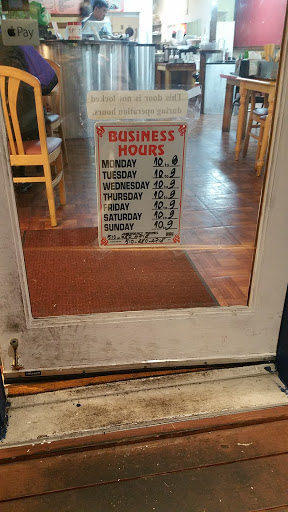 Pay
This door is not locked
during operation hours
BUSINESS
HOURS
MONDAY 10 9
TUESDAY 10 9
WEDNESDAY 10 9
THURSDAY 10 9
FRIDAY 10 9
SATURDAY 10 9
SUNDAY 10 9